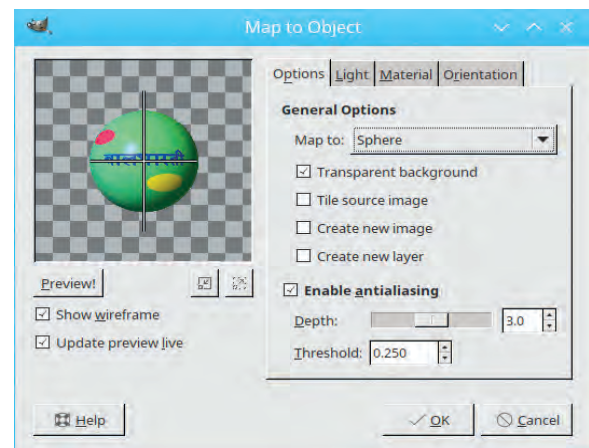 Map to Object
Options Light Material Orientation
General Options
Map to: Sphere
Transparent background
Tile source image
Create new image
Create new layer
Enable antialiasing
Depth: 3.0
Threshold: 0.250
Preview!
Show wireframe
Update preview live
Help
OK
Cancel